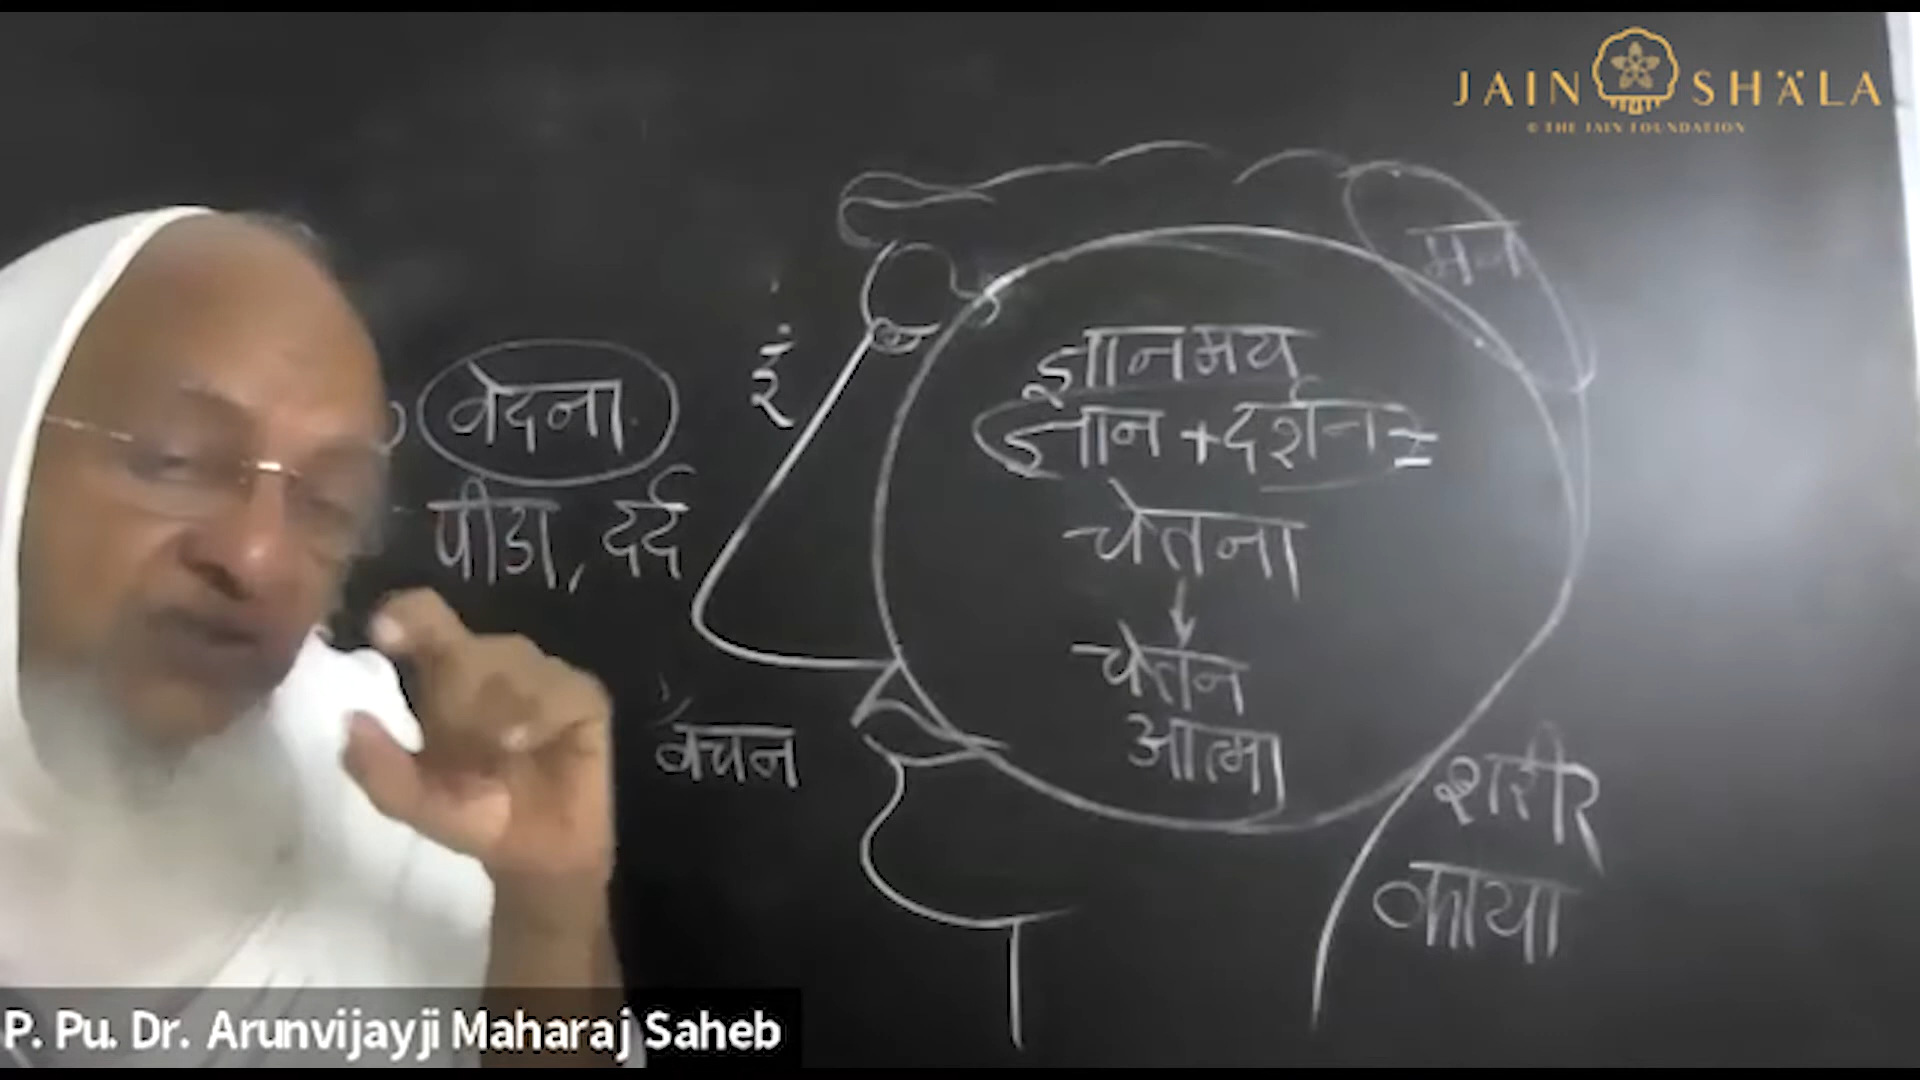 JAIN SHÄLA
© THE JAIN FOUNDATION
मन
ज्ञानमय
ज्ञान + दर्शन =
चेतना
चेतन
आत्मा
वेदना
पीडा, दर्द
इं
वचन
शरीर
काया
P. Pu. Dr. Arunvijayji Maharaj Saheb